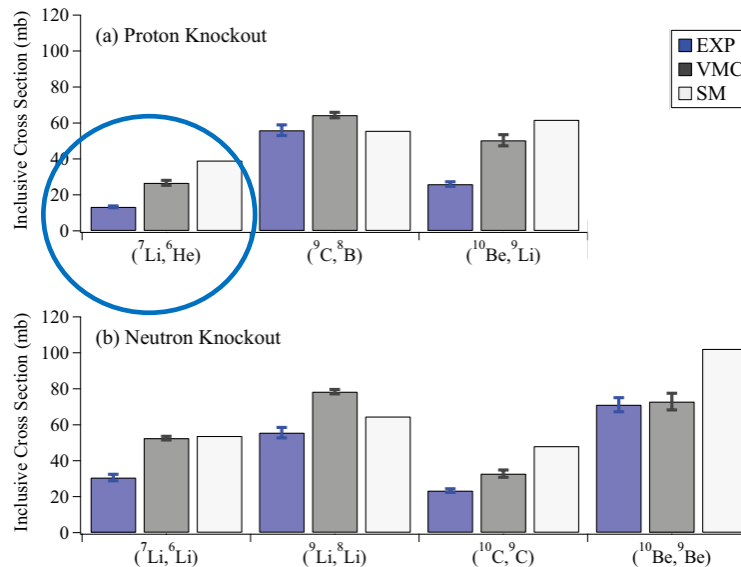 (a) Proton Knockout
EXP
VMC
SM
Inclusive Cross Section (mb)
120
100
80
60
40
20
0
(⁷Li,⁶He)
(⁹C,⁸B)
(¹⁰Be,⁹Li)
(b) Neutron Knockout
Inclusive Cross Section (mb)
120
100
80
60
40
20
0
(⁷Li,⁶Li)
(⁹Li,⁸Li)
(¹⁰C,⁹C)
(¹⁰Be,⁹Be)